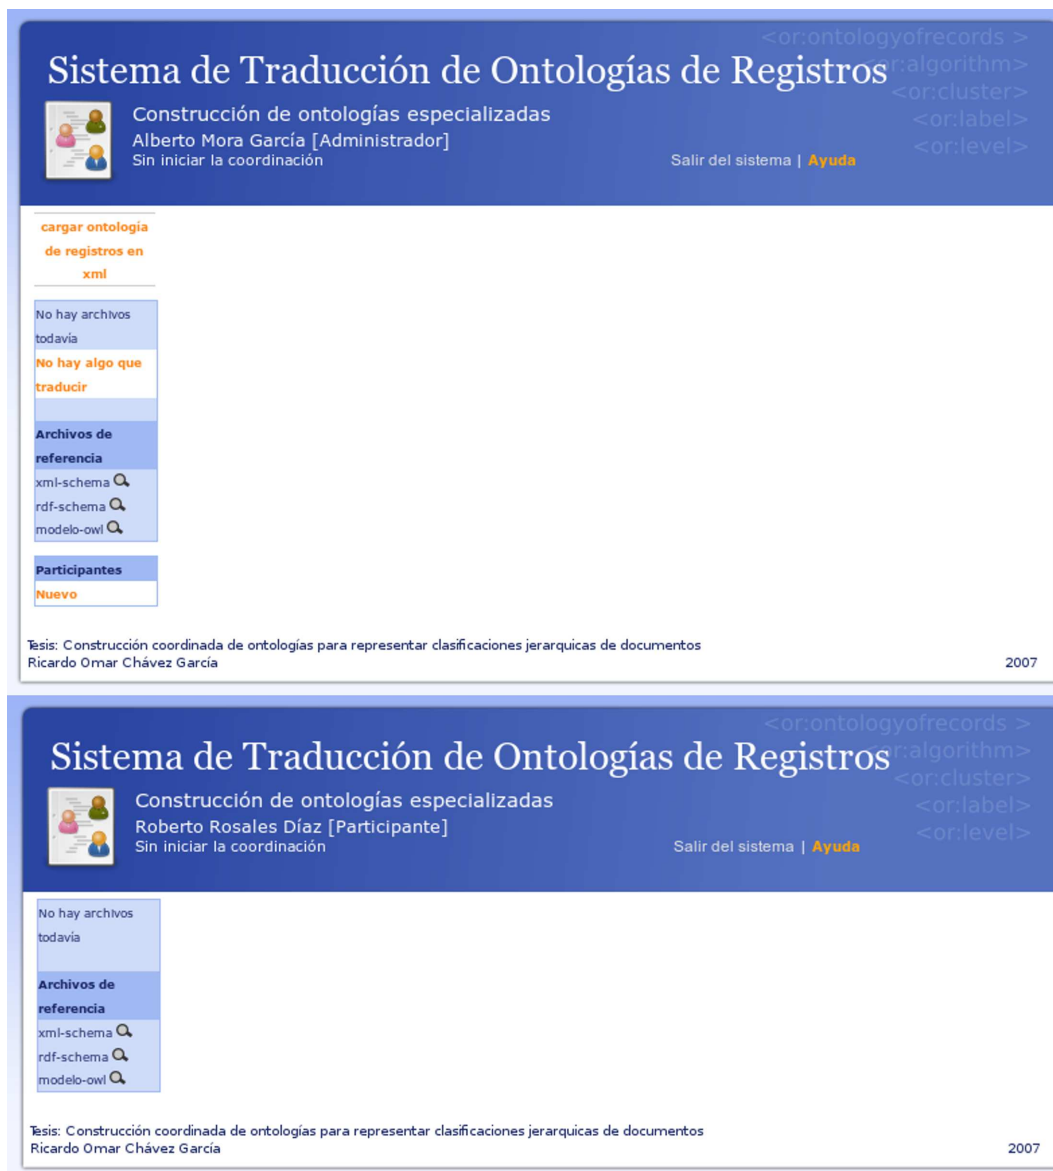 <or:ontologyofrecords >
Sistema de Traducción de Ontologías de Registros
r:algorithm>
<or:cluster>
Construcción de ontologías especializadas
<or:label>
Alberto Mora García [Administrador]
<or:level>
Sin iniciar la coordinación
Salir del sistema | Ayuda
cargar ontología
de registros en
xml
No hay archivos
todavía
No hay algo que
traducir
Archivos de
referencia
xml-schema
rdf-schema
modelo-owl
Participantes
Nuevo
Tesis: Construcción coordinada de ontologías para representar clasificaciones jerarquicas de documentos
Ricardo Omar Chávez García
2007
<or:ontologyofrecords >
Sistema de Traducción de Ontologías de Registros
r:algorithm>
<or:cluster>
Construcción de ontologías especializadas
<or:label>
Roberto Rosales Díaz [Participante]
<or:level>
Sin iniciar la coordinación
Salir del sistema | Ayuda
No hay archivos
todavía
Archivos de
referencia
xml-schema
rdf-schema
modelo-owl
Tesis: Construcción coordinada de ontologías para representar clasificaciones jerarquicas de documentos
Ricardo Omar Chávez García
2007